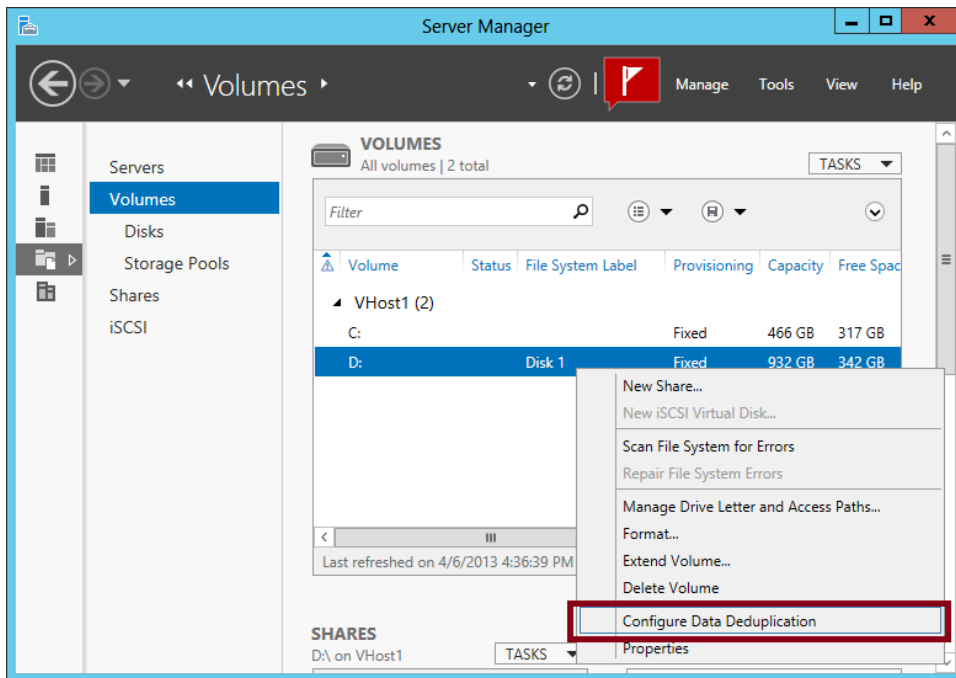 Server Manager
Volumes
Manage Tools View Help
Servers
Volumes
Disks
Storage Pools
Shares
iSCSI
VOLUMES
All volumes | 2 total
TASKS
Filter
Volume Status File System Label Provisioning Capacity Free Spac
VHost1 (2)
C: Fixed 466 GB 317 GB
D: Disk 1 Fixed 932 GB 342 GB
Last refreshed on 4/6/2013 4:36:39 PM
New Share...
New iSCSI Virtual Disk...
Scan File System for Errors
Repair File System Errors
Manage Drive Letter and Access Paths...
Format...
Extend Volume...
Delete Volume
Configure Data Deduplication
Properties
SHARES
D:\ on VHost1
TASKS